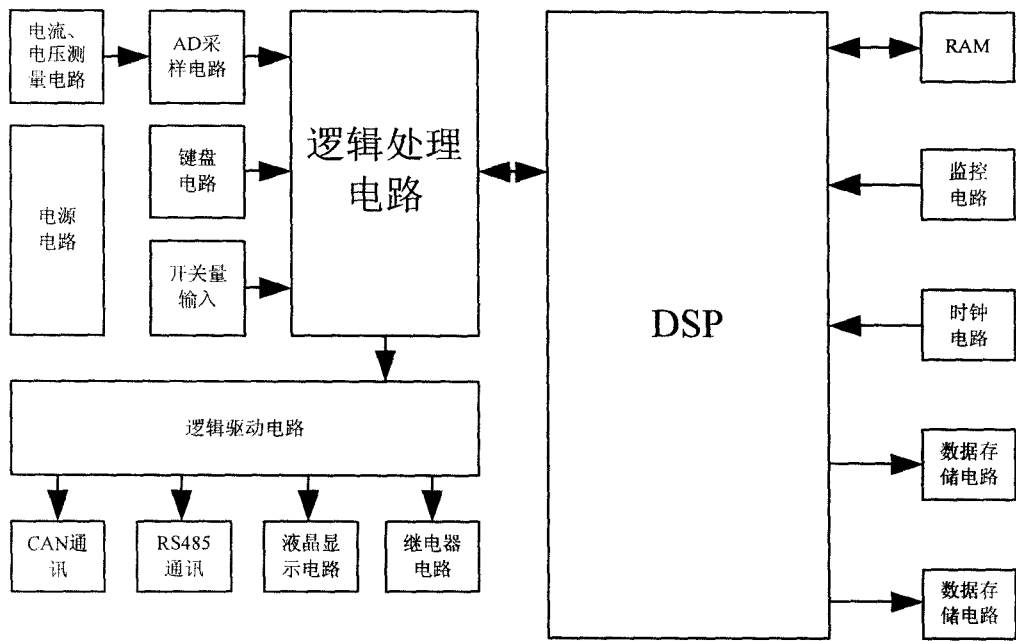 电流、
电压测
量电路
AD采
样电路
键盘
电路
电源
电路
开关量
输入
逻辑处理
电路
逻辑驱动电路
CAN通
讯
RS485
通讯
液晶显
示电路
继电器
电路
DSP
RAM
监控
电路
时钟
电路
数据存
储电路
数据存
储电路